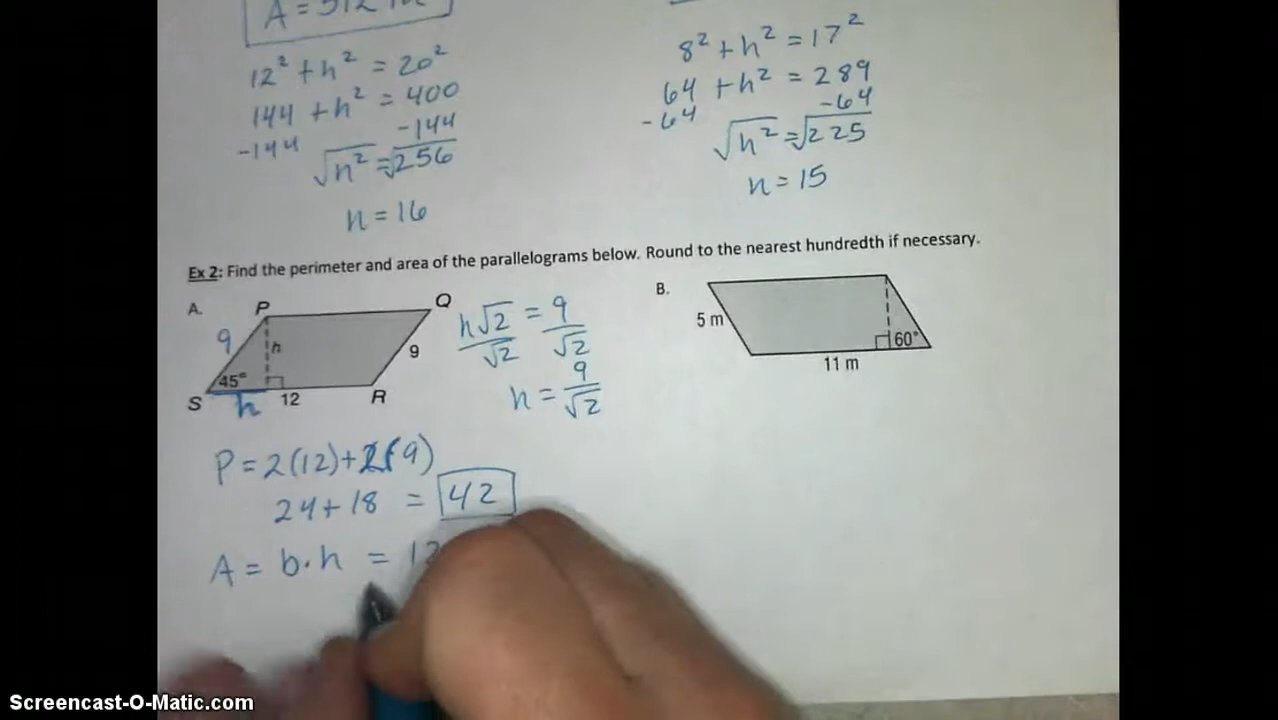 12² + h² = 20²
144 + h² = 400
-144 -144
√h² = √256
h = 16
8² + h² = 17²
64 + h² = 289
-64 -64
√h² = √225
h = 15
Ex 2: Find the perimeter and area of the parallelograms below. Round to the nearest hundredth if necessary.
A.
P
Q
9
h
9
45°
S
h
12
R
h√2 = 9
√2 √2
h = 9
√2
P = 2(12) + 2(9)
24 + 18 = 42
A = b · h =
B.
5 m
60°
11 m
Screencast-O-Matic.com